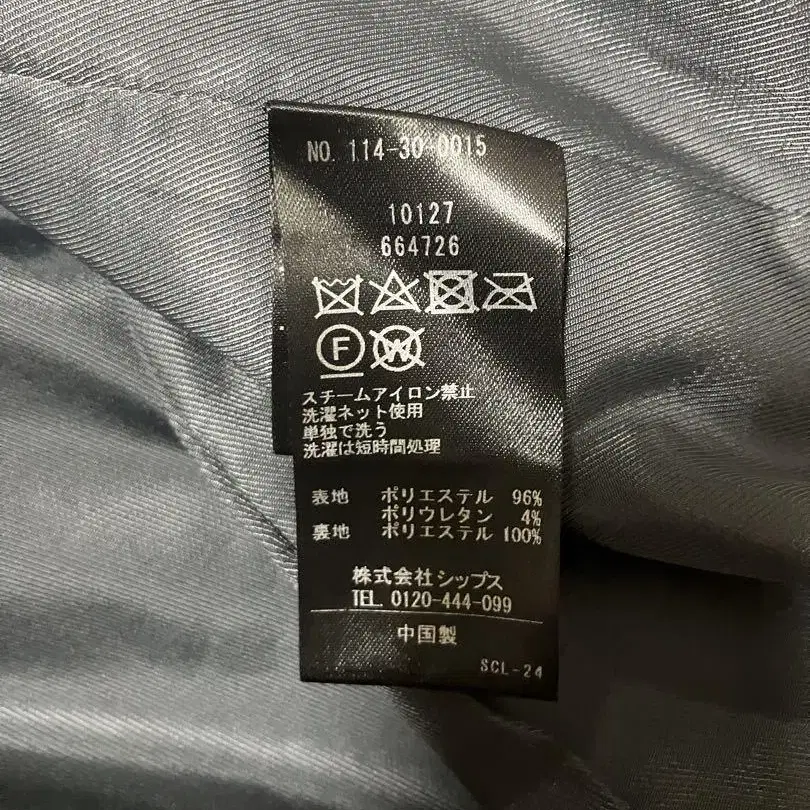 NO. 114-30-0015
10127
664726
F W
スチームアイロン禁止
洗濯ネット使用
単独で洗う
洗濯は短時間処理
表地 ポリエステル 96%
ポリウレタン 4%
裏地 ポリエステル 100%
株式会社シップス
TEL. 0120-444-099
中国製
SCL-24